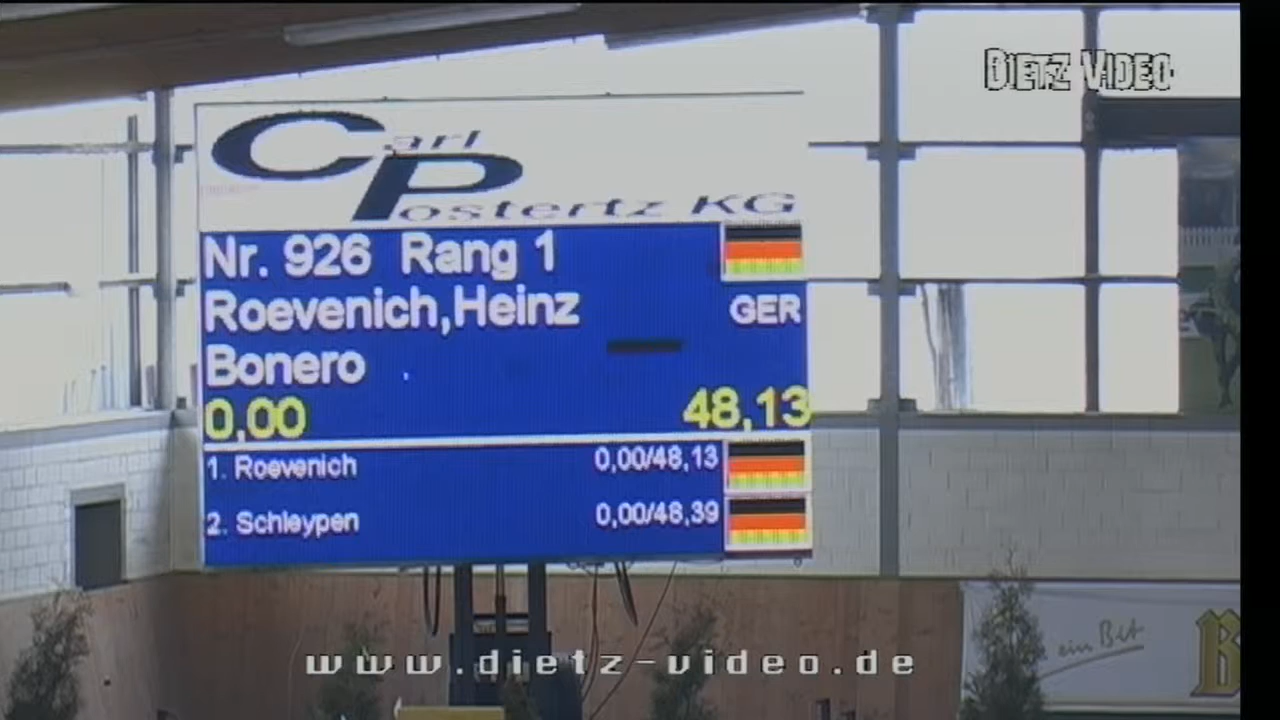 DIETZ VIDEO
Carl
Postertz KG
Nr. 926 Rang 1
Roevenich,Heinz GER
Bonero
0,00 48,13
1. Roevenich 0,00/48,13
2. Schleypen 0,00/48,39
ein Bit
B
www.dietz-video.de